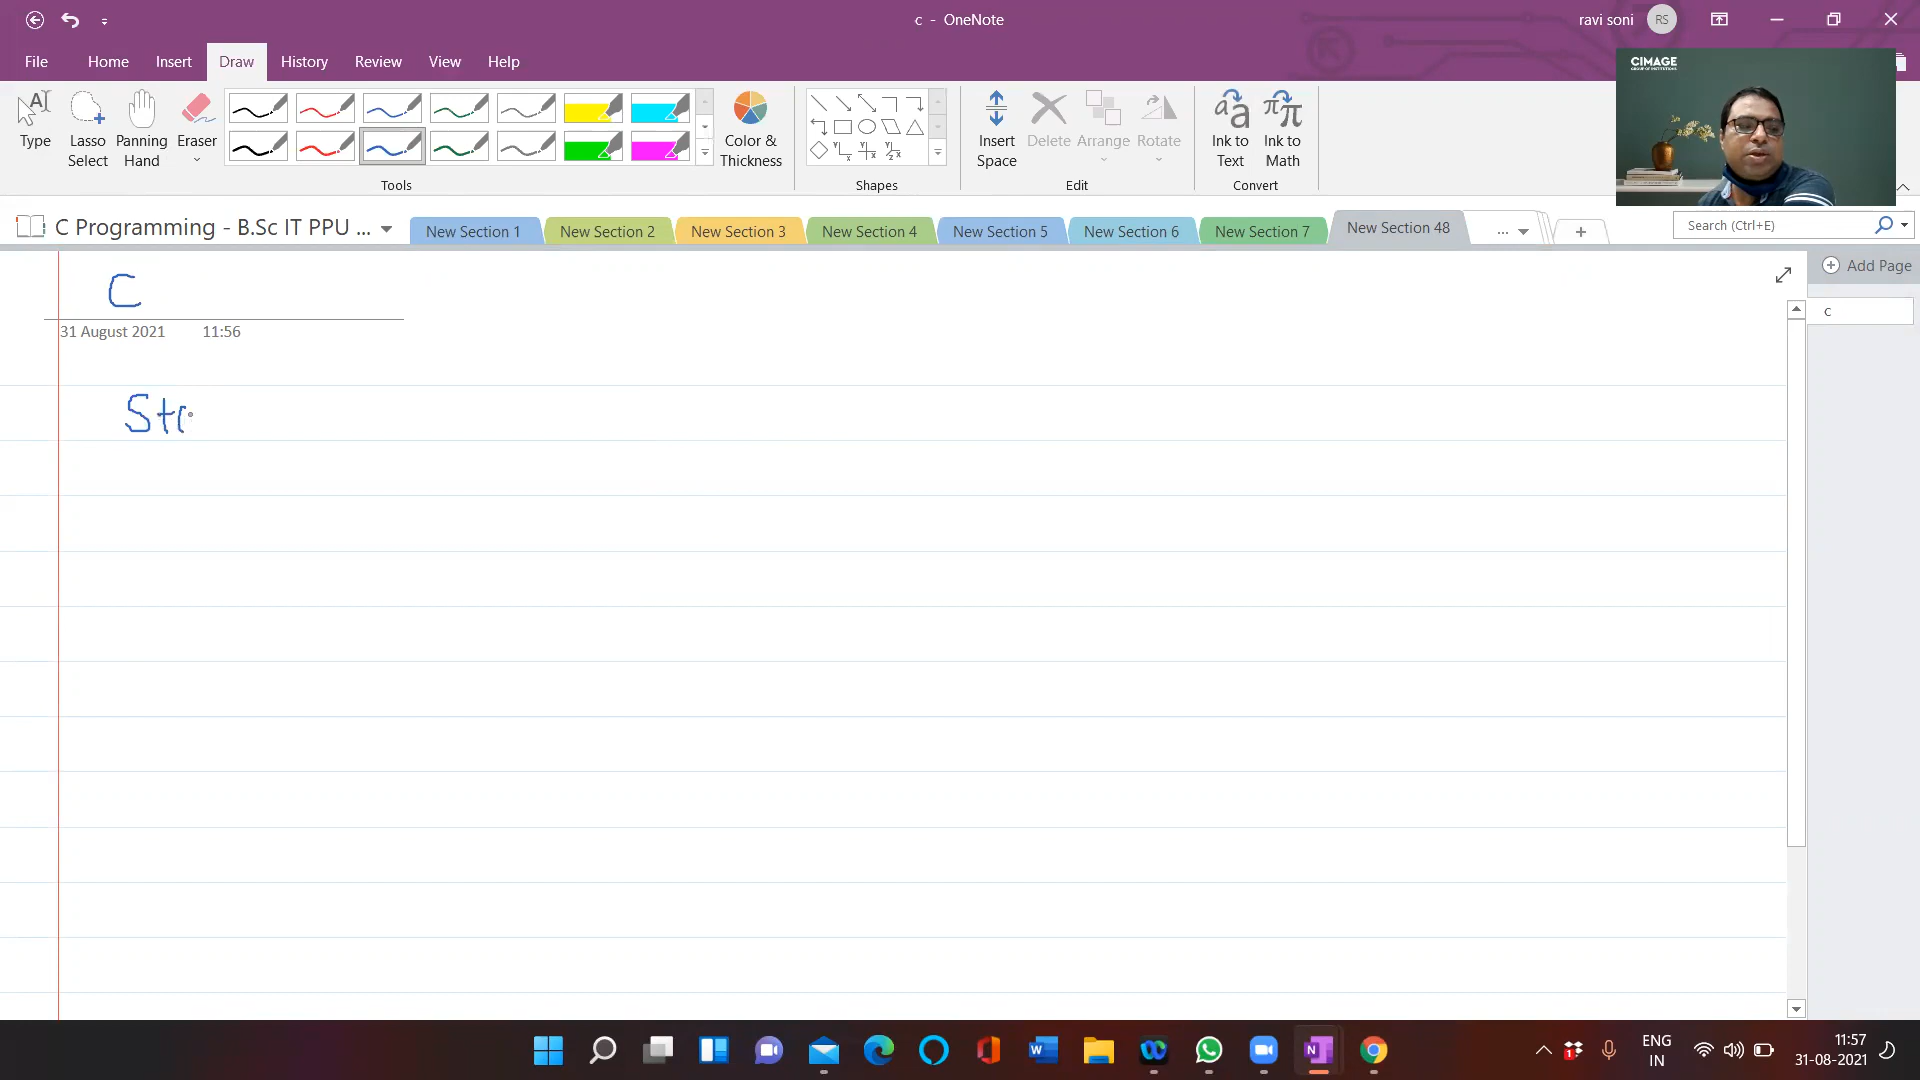 c - OneNote
ravi soni RS
File Home Insert Draw History Review View Help
CIMAGE
GROUP OF INSTITUTIONS
Type Lasso Select Panning Hand Eraser Color & Thickness Insert Space Delete Arrange Rotate Ink to Text Ink to Math
Tools Shapes Edit Convert
C Programming - B.Sc IT PPU ... New Section 1 New Section 2 New Section 3 New Section 4 New Section 5 New Section 6 New Section 7 New Section 48 ... Search (Ctrl+E)
Add Page
C
c
31 August 2021 11:56
Str
ENG
IN
11:57
31-08-2021